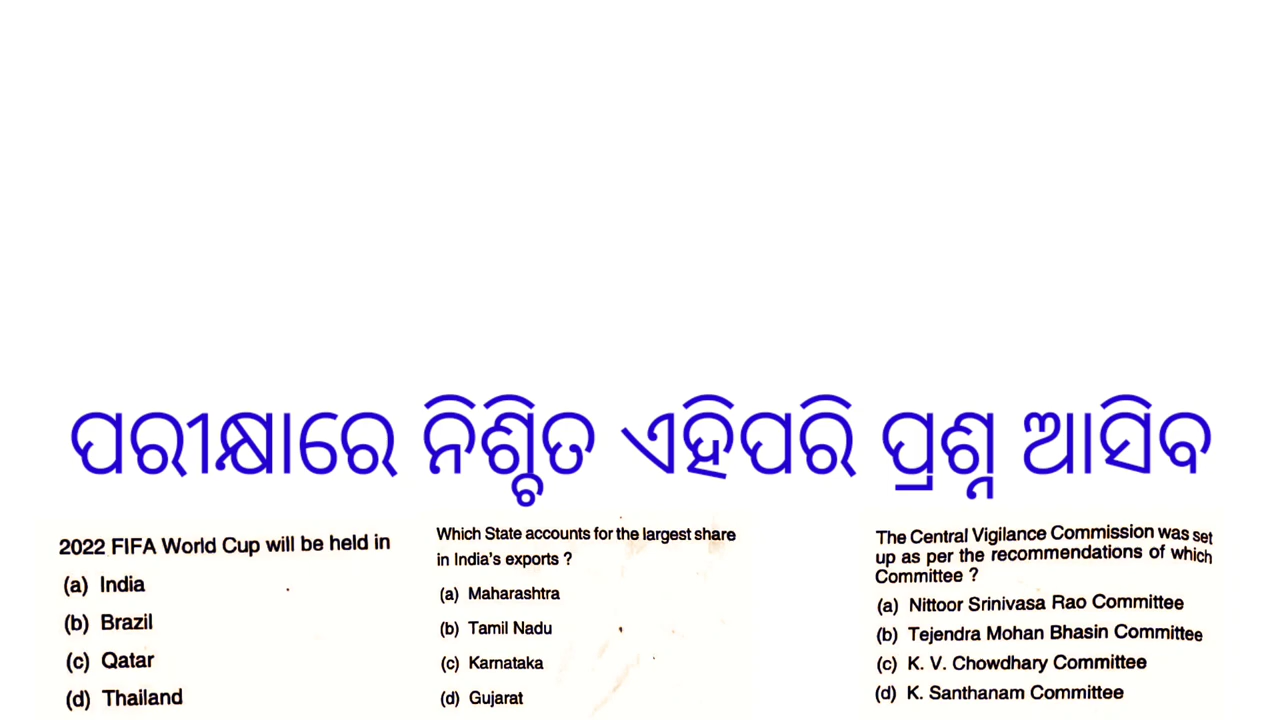 ପରୀକ୍ଷାରେ ନିଶ୍ଚିତ ଏହିପରି ପ୍ରଶ୍ନ ଆସିବ
2022 FIFA World Cup will be held in
(a) India
(b) Brazil
(c) Qatar
(d) Thailand
Which State accounts for the largest share
in India's exports ?
(a) Maharashtra
(b) Tamil Nadu
(c) Karnataka
(d) Gujarat
The Central Vigilance Commission was set
up as per the recommendations of which
Committee ?
(a) Nittoor Srinivasa Rao Committee
(b) Tejendra Mohan Bhasin Committee
(c) K. V. Chowdhary Committee
(d) K. Santhanam Committee